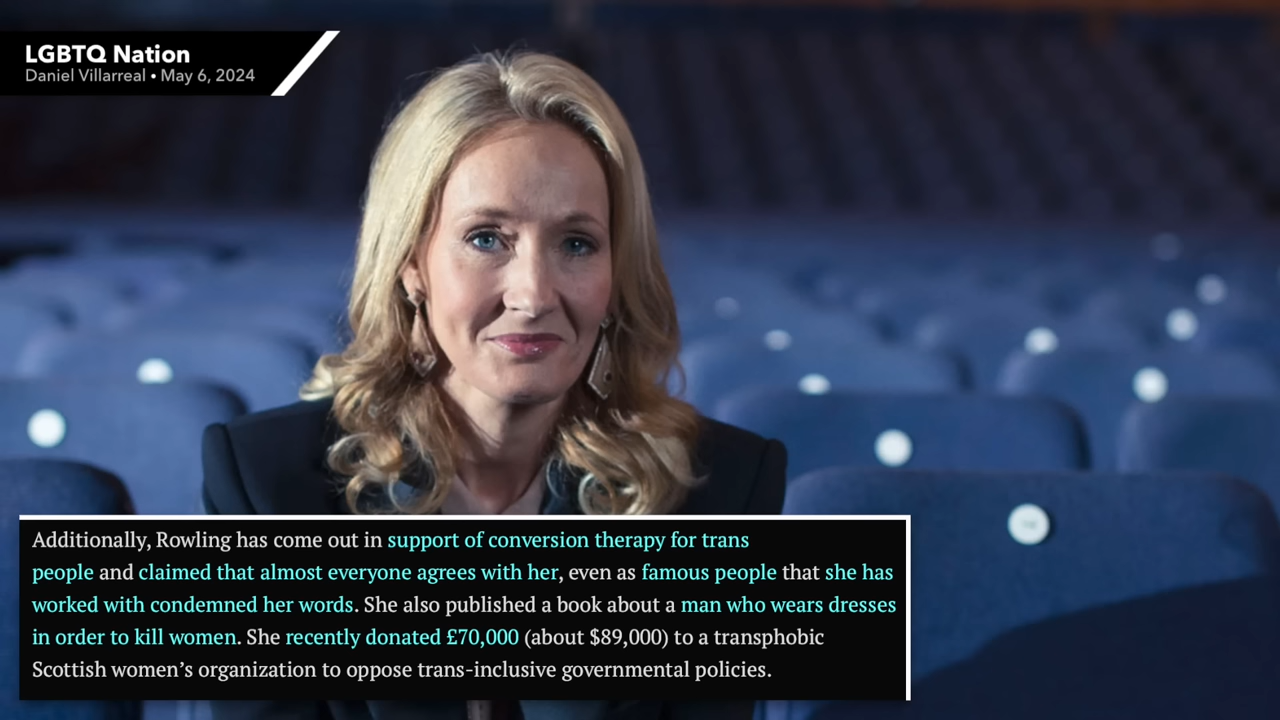 LGBTQ Nation
Daniel Villarreal • May 6, 2024
Additionally, Rowling has come out in support of conversion therapy for trans
people and claimed that almost everyone agrees with her, even as famous people that she has
worked with condemned her words. She also published a book about a man who wears dresses
in order to kill women. She recently donated £70,000 (about $89,000) to a transphobic
Scottish women’s organization to oppose trans-inclusive governmental policies.